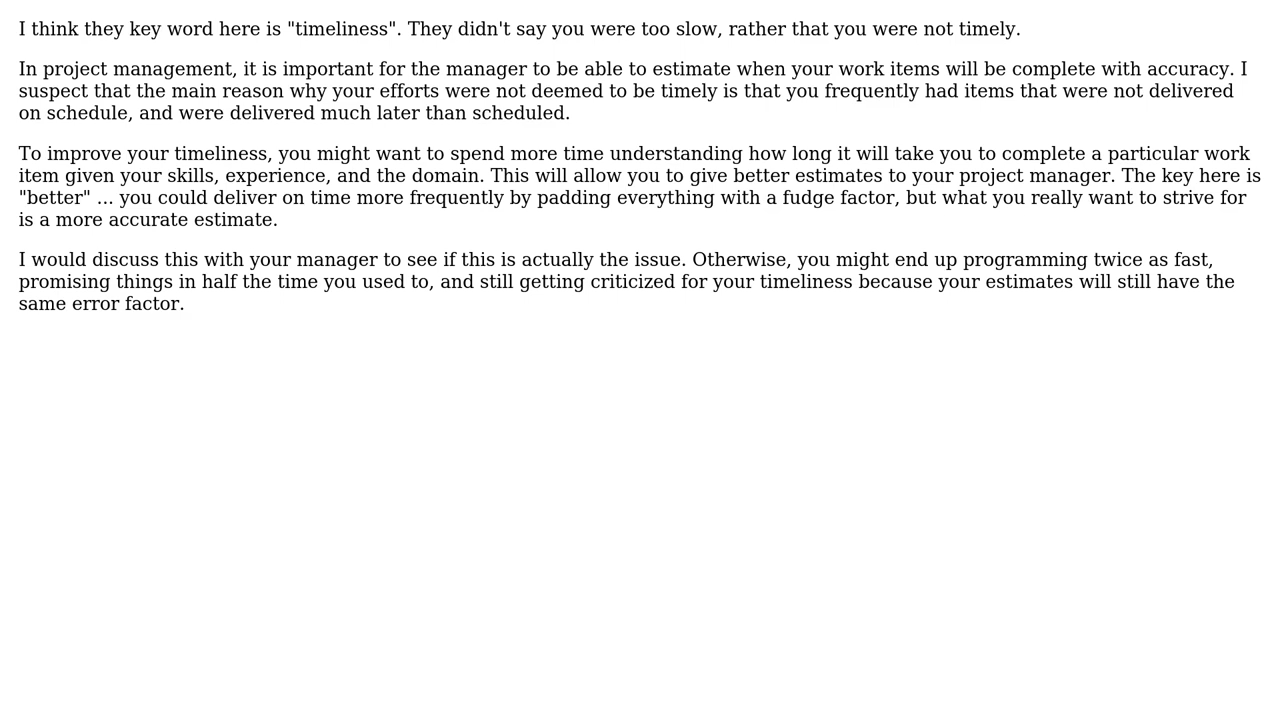 I think they key word here is "timeliness". They didn't say you were too slow, rather that you were not timely.
In project management, it is important for the manager to be able to estimate when your work items will be complete with accuracy. I
suspect that the main reason why your efforts were not deemed to be timely is that you frequently had items that were not delivered
on schedule, and were delivered much later than scheduled.
To improve your timeliness, you might want to spend more time understanding how long it will take you to complete a particular work
item given your skills, experience, and the domain. This will allow you to give better estimates to your project manager. The key here is
"better" ... you could deliver on time more frequently by padding everything with a fudge factor, but what you really want to strive for
is a more accurate estimate.
I would discuss this with your manager to see if this is actually the issue. Otherwise, you might end up programming twice as fast,
promising things in half the time you used to, and still getting criticized for your timeliness because your estimates will still have the
same error factor.